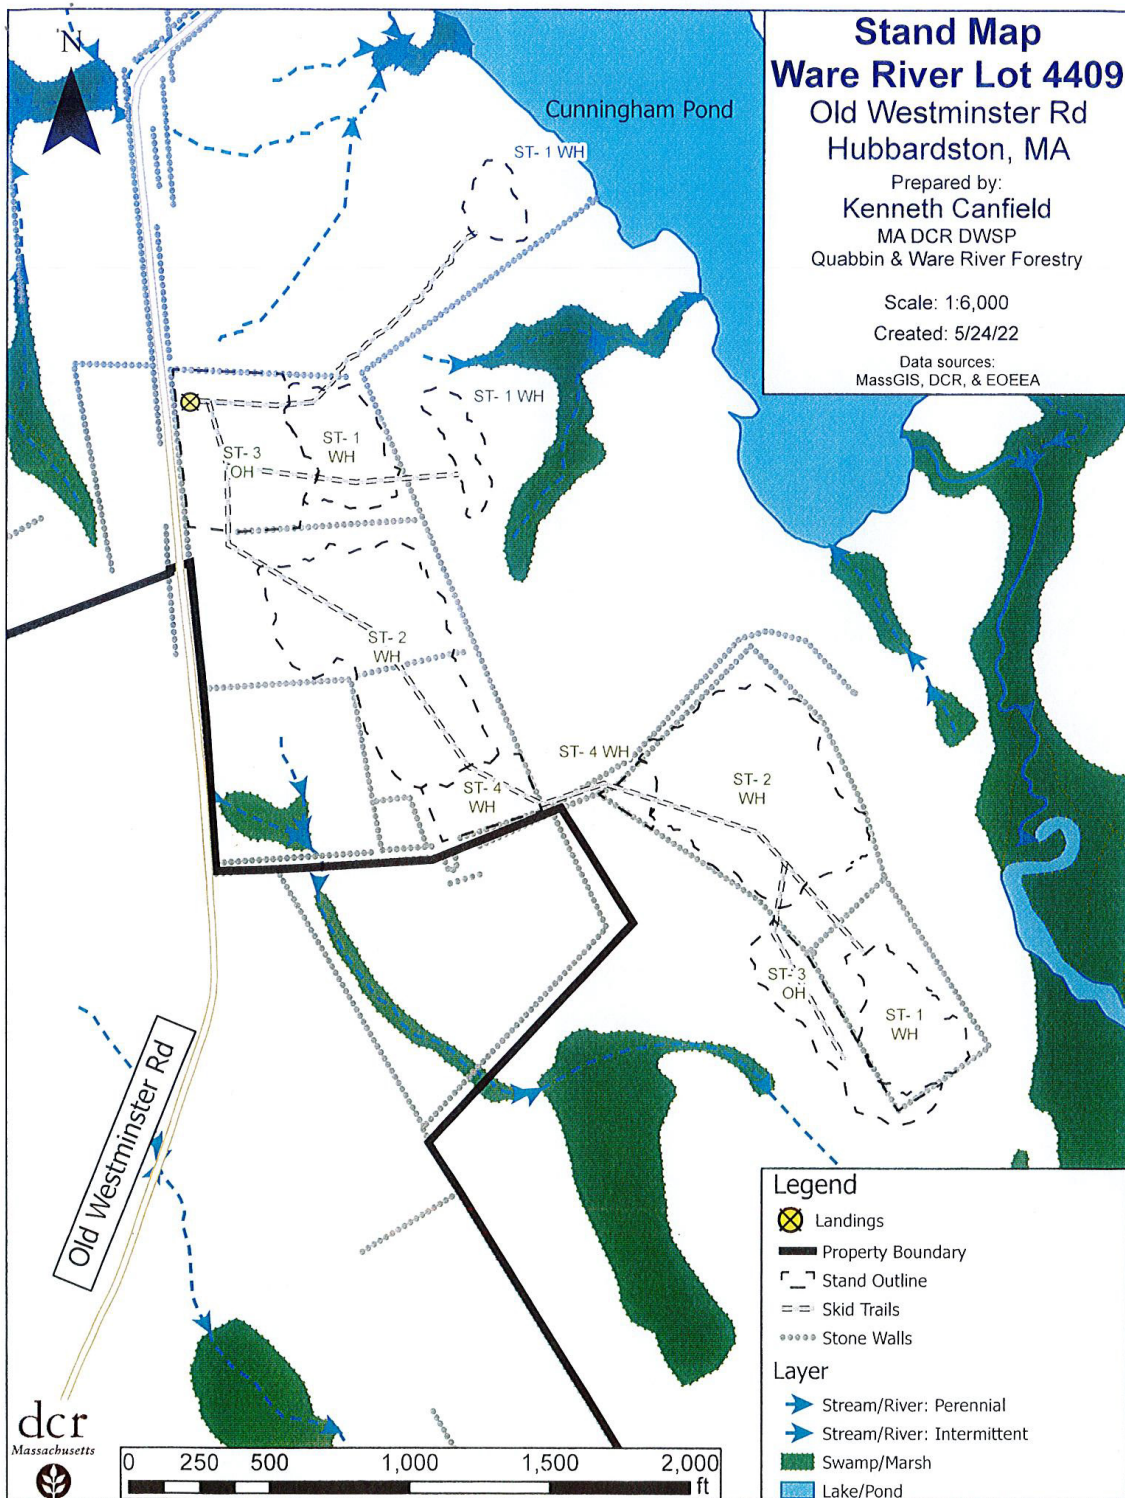 N
Stand Map
Ware River Lot 4409
Old Westminster Rd
Hubbardston, MA
Prepared by:
Kenneth Canfield
MA DCR DWSP
Quabbin & Ware River Forestry
Scale: 1:6,000
Created: 5/24/22
Data sources:
MassGIS, DCR, & EOEEA
Cunningham Pond
ST- 1 WH
ST- 1 WH
ST- 1
WH
ST- 3
OH
ST- 2
WH
ST- 4 WH
ST- 4
WH
ST- 2
WH
ST- 3
OH
ST- 1
WH
Old Westminster Rd
Legend
Landings
Property Boundary
Stand Outline
Skid Trails
Stone Walls
Layer
Stream/River: Perennial
Stream/River: Intermittent
Swamp/Marsh
Lake/Pond
dcr
Massachusetts
0 250 500 1,000 1,500 2,000
ft